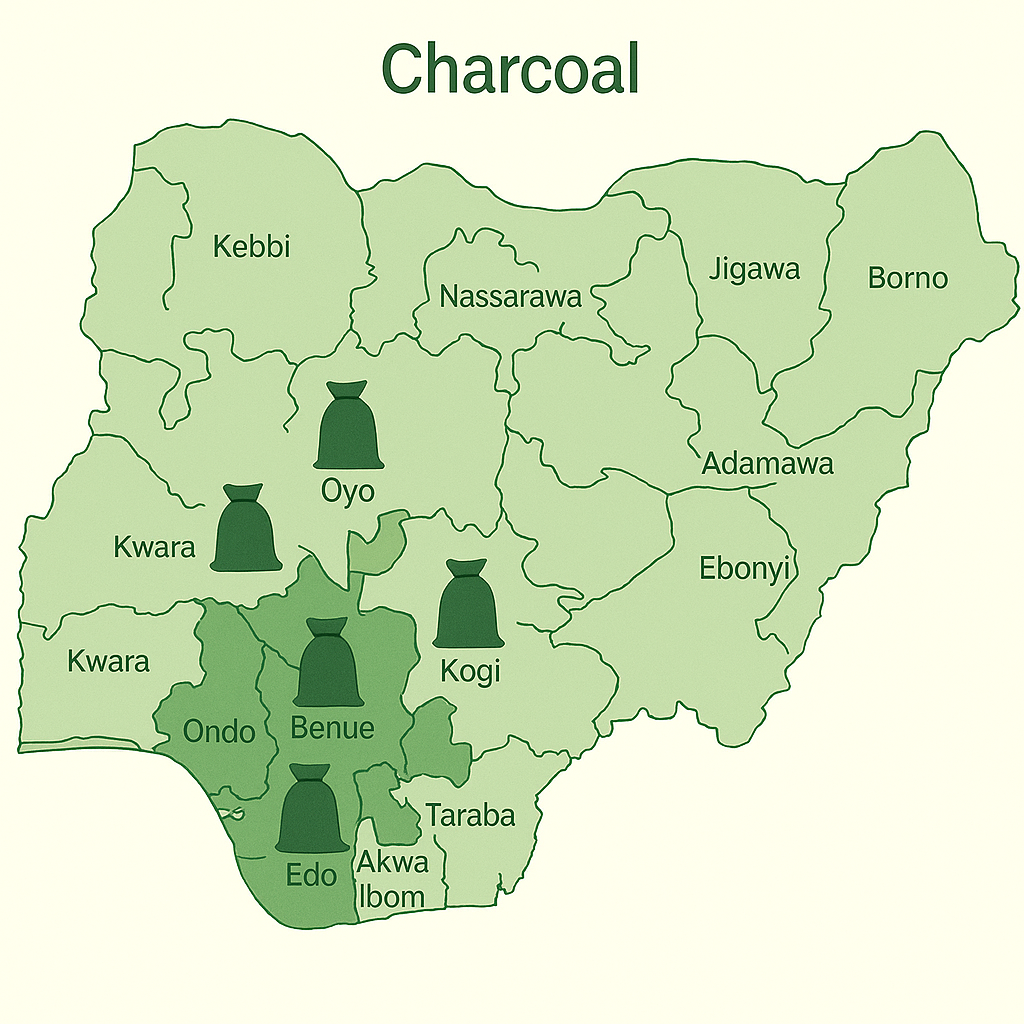 Charcoal
Kebbi
Nassarawa
Jigawa
Borno
Oyo
Adamawa
Kwara
Ebonyi
Kwara
Kogi
Ondo
Benue
Taraba
Edo
Akwa
Ibom